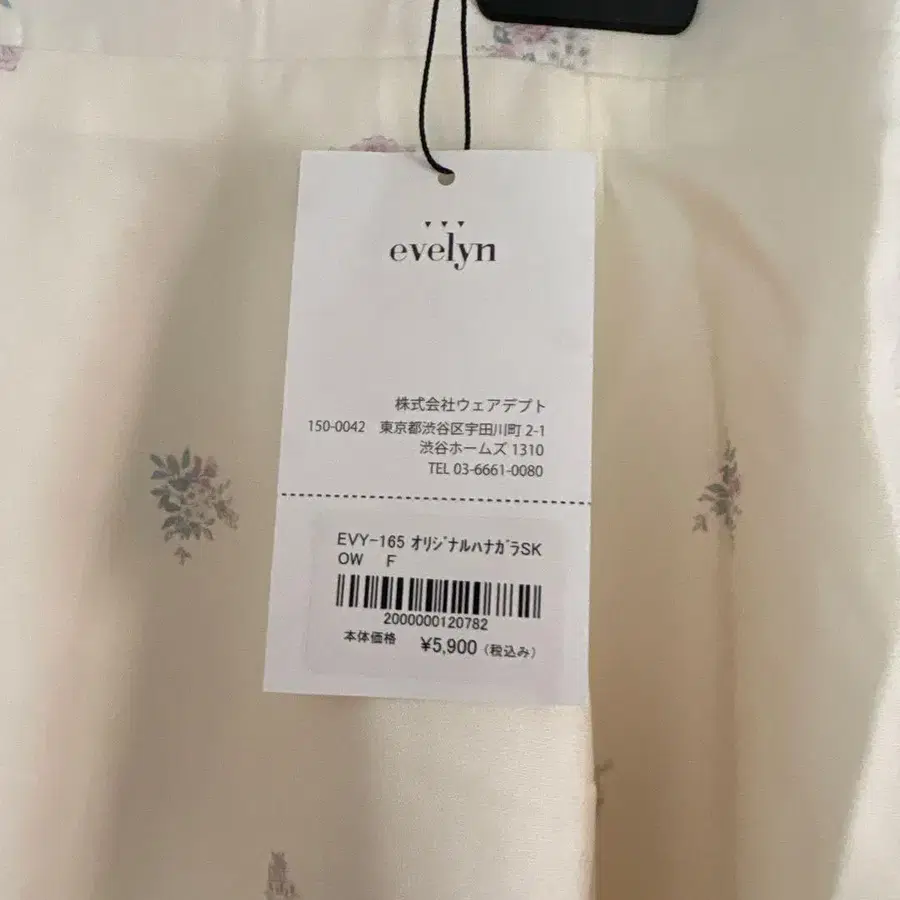 evelyn
株式会社ウェアデプト
150-0042　東京都渋谷区宇田川町 2-1
渋谷ホームズ 1310
TEL 03-6661-0080
EVY-165 ｵﾘｼﾞﾅﾙﾊﾅｶﾞﾗSK
OW　F
2000000120782
本体価格　¥5,900（税込み）